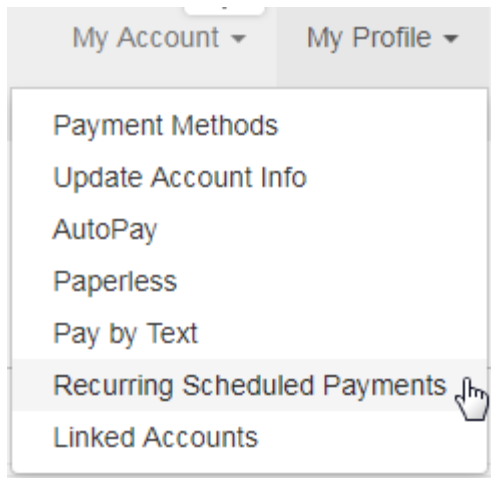 My Account My Profile
Payment Methods
Update Account Info
AutoPay
Paperless
Pay by Text
Recurring Scheduled Payments
Linked Accounts